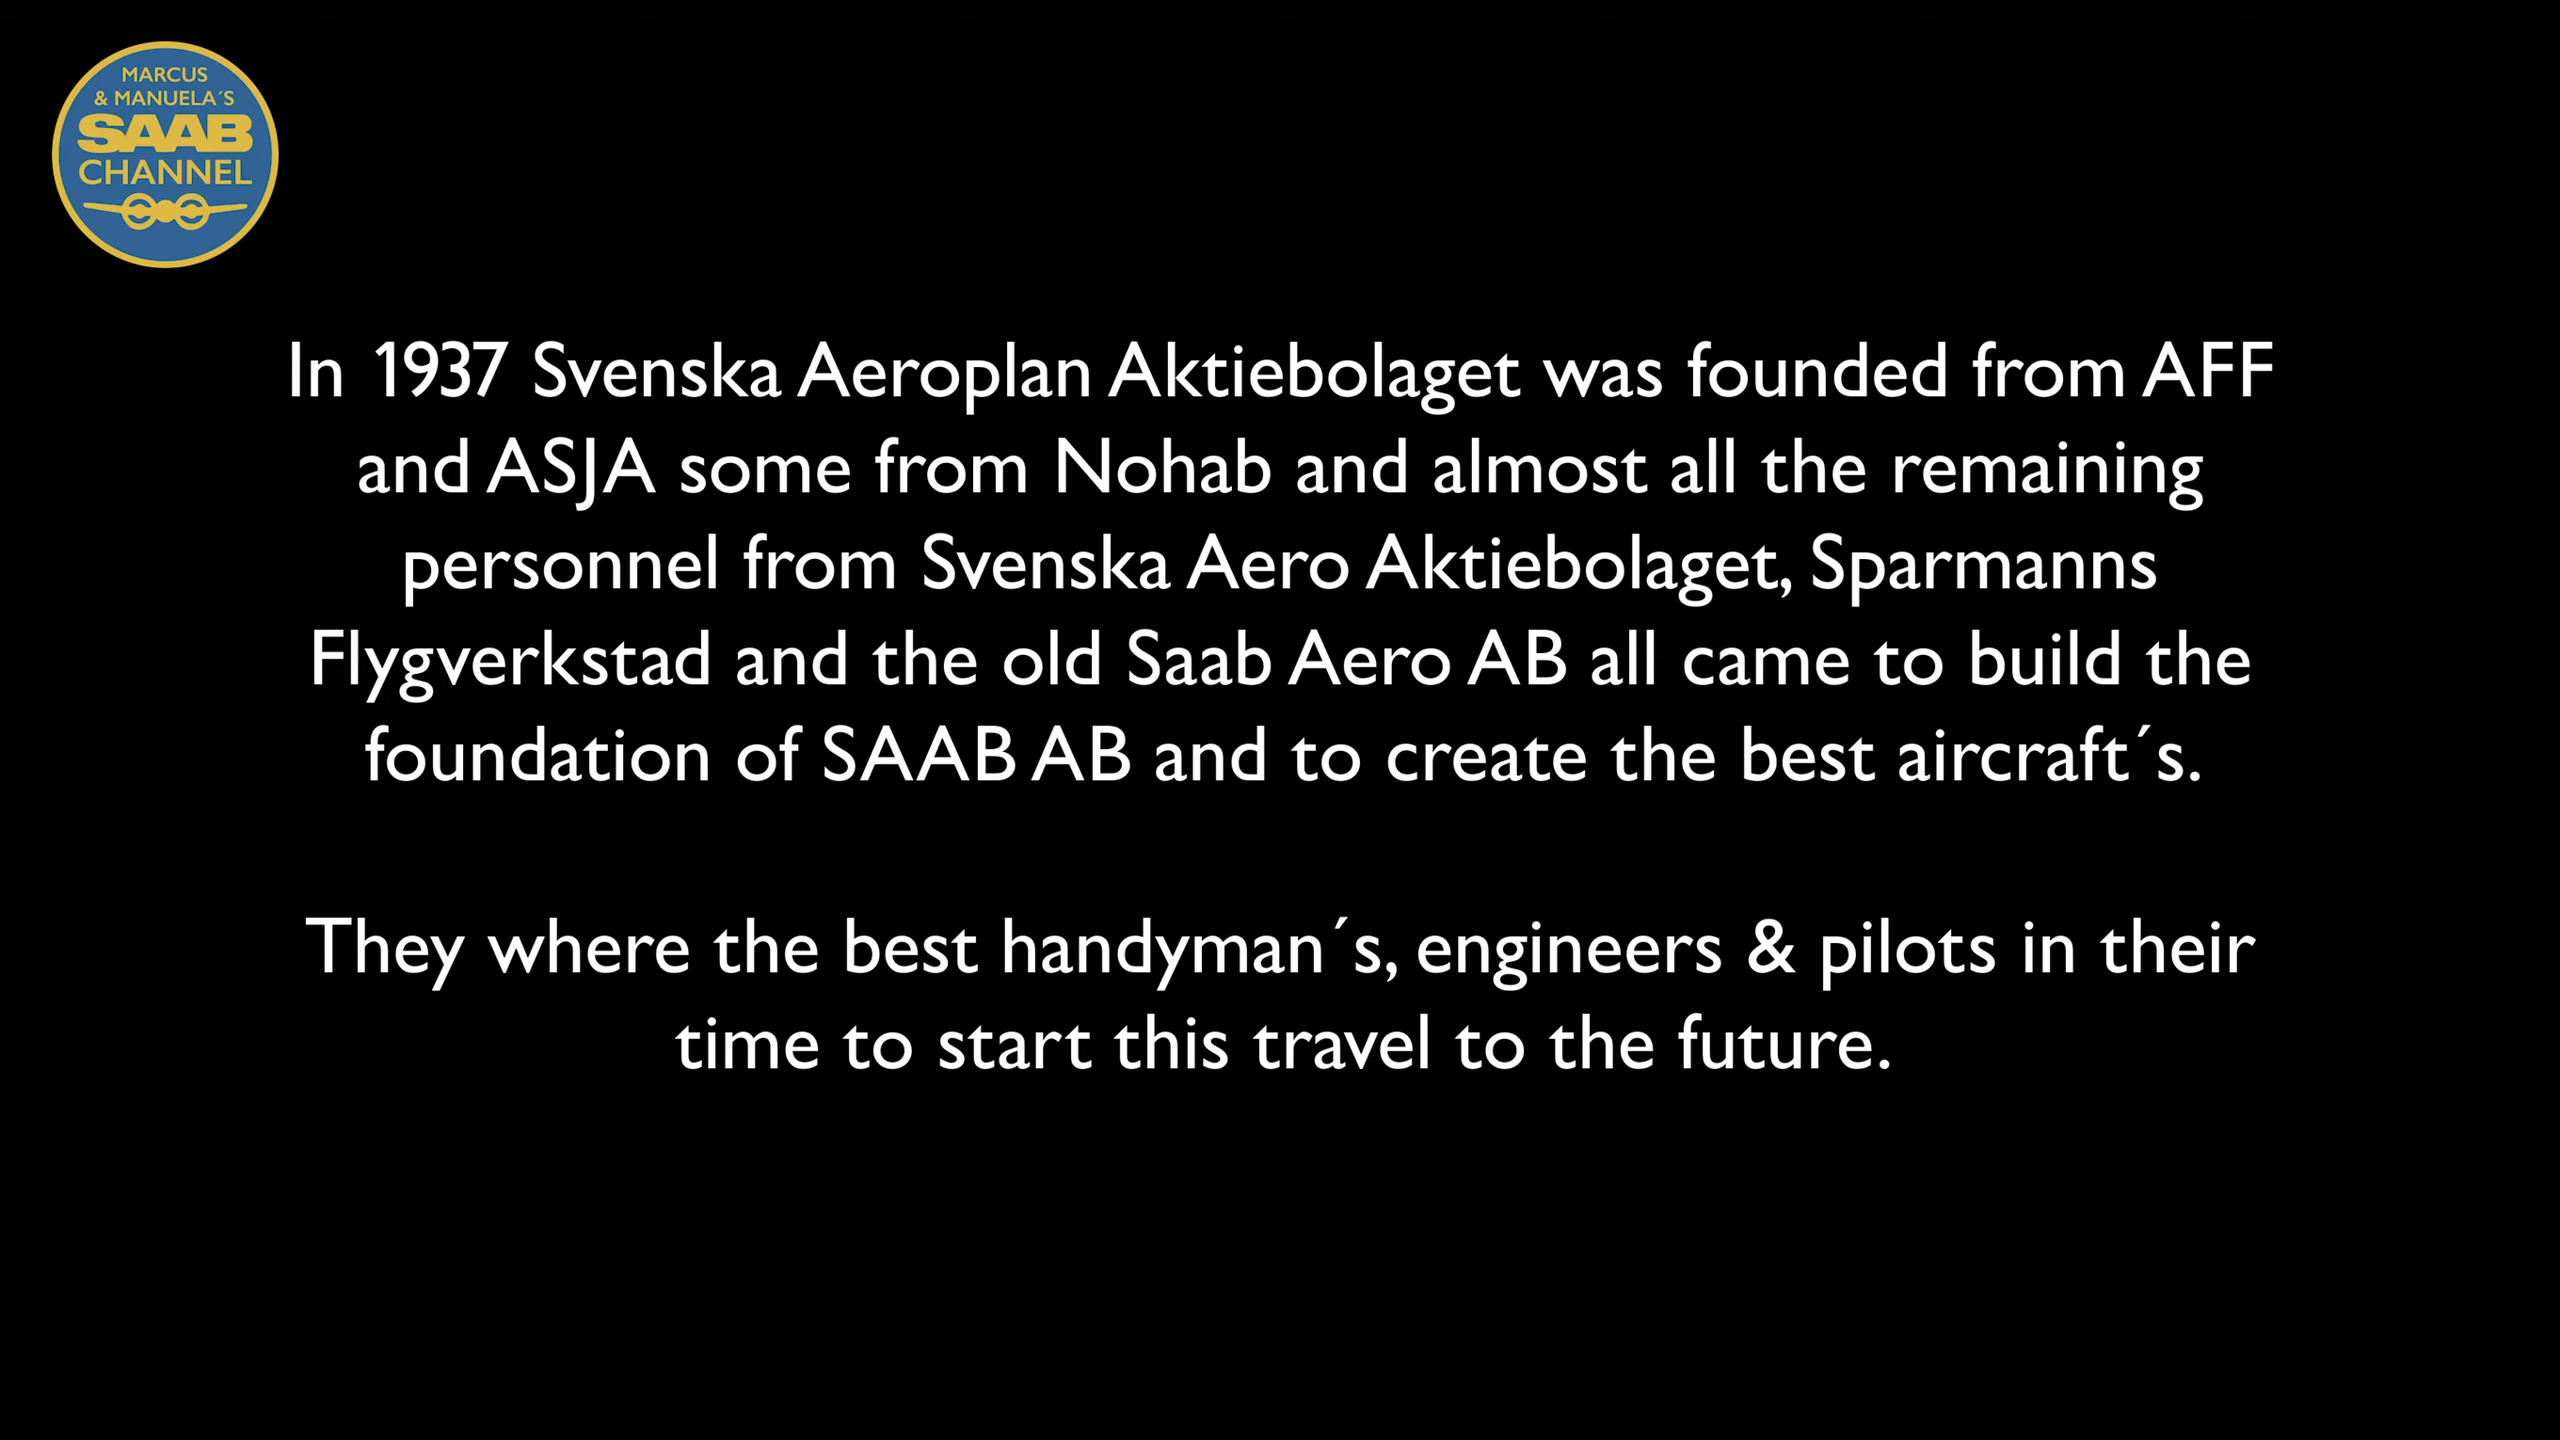 MARCUS
& MANUELA´S
SAAB
CHANNEL
In 1937 Svenska Aeroplan Aktiebolaget was founded from AFF
and ASJA some from Nohab and almost all the remaining
personnel from Svenska Aero Aktiebolaget, Sparmanns
Flygverkstad and the old Saab Aero AB all came to build the
foundation of SAAB AB and to create the best aircraft´s.
They where the best handyman´s, engineers & pilots in their
time to start this travel to the future.